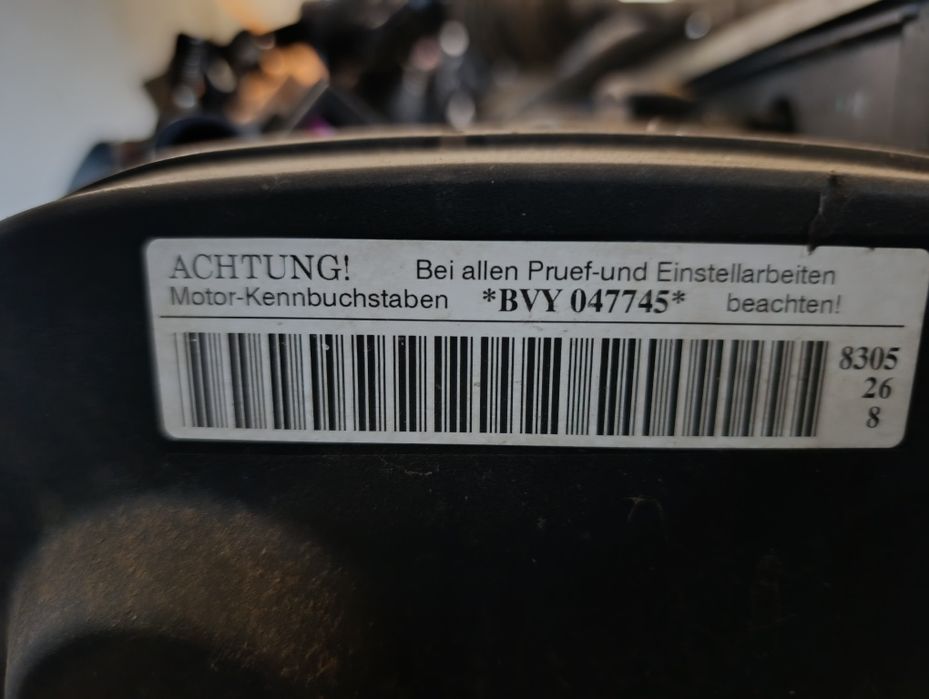 ACHTUNG! Bei allen Pruef-und Einstellarbeiten
Motor-Kennbuchstaben *BVY 047745* beachten!
8305
26
8